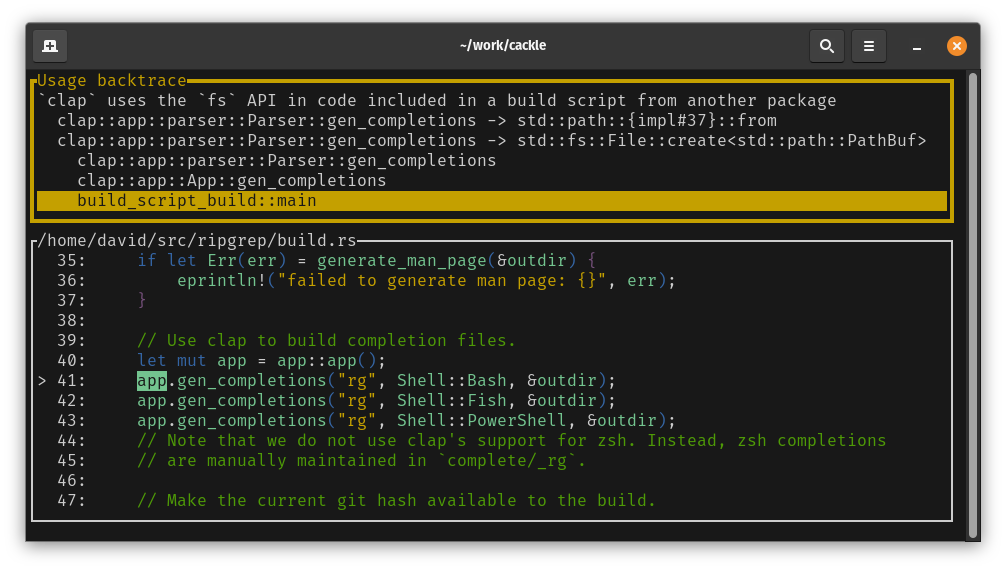 ~/work/cackle
Usage backtrace
`clap` uses the `fs` API in code included in a build script from another package
clap::app::parser::Parser::gen_completions -> std::path::{impl#37}::from
clap::app::parser::Parser::gen_completions -> std::fs::File::create<std::path::PathBuf>
clap::app::parser::Parser::gen_completions
clap::app::App::gen_completions
build_script_build::main
/home/david/src/ripgrep/build.rs
35:     if let Err(err) = generate_man_page(&outdir) {
36:         eprintln!("failed to generate man page: {}", err);
37:     }
38:
39:     // Use clap to build completion files.
40:     let mut app = app::app();
> 41:     app.gen_completions("rg", Shell::Bash, &outdir);
42:     app.gen_completions("rg", Shell::Fish, &outdir);
43:     app.gen_completions("rg", Shell::PowerShell, &outdir);
44:     // Note that we do not use clap's support for zsh. Instead, zsh completions
45:     // are manually maintained in `complete/_rg`.
46:
47:     // Make the current git hash available to the build.